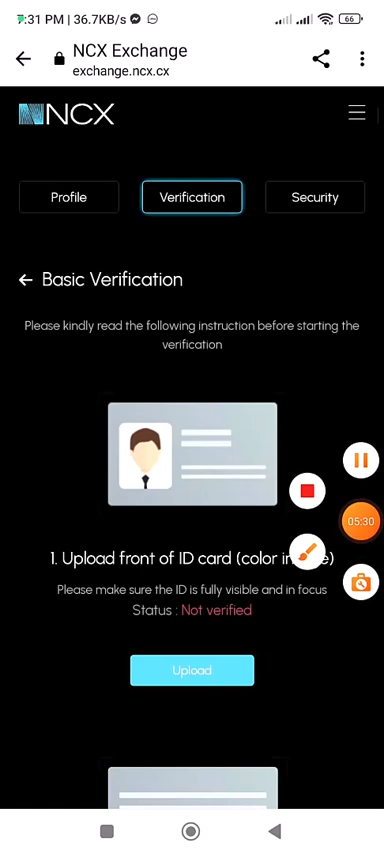 7:31 PM | 36.7KB/s
66
NCX Exchange
exchange.ncx.cx
NCX
Profile
Verification
Security
← Basic Verification
Please kindly read the following instruction before starting the
verification
05:30
1. Upload front of ID card (color in e)
Please make sure the ID is fully visible and in focus
Status : Not verified
Upload